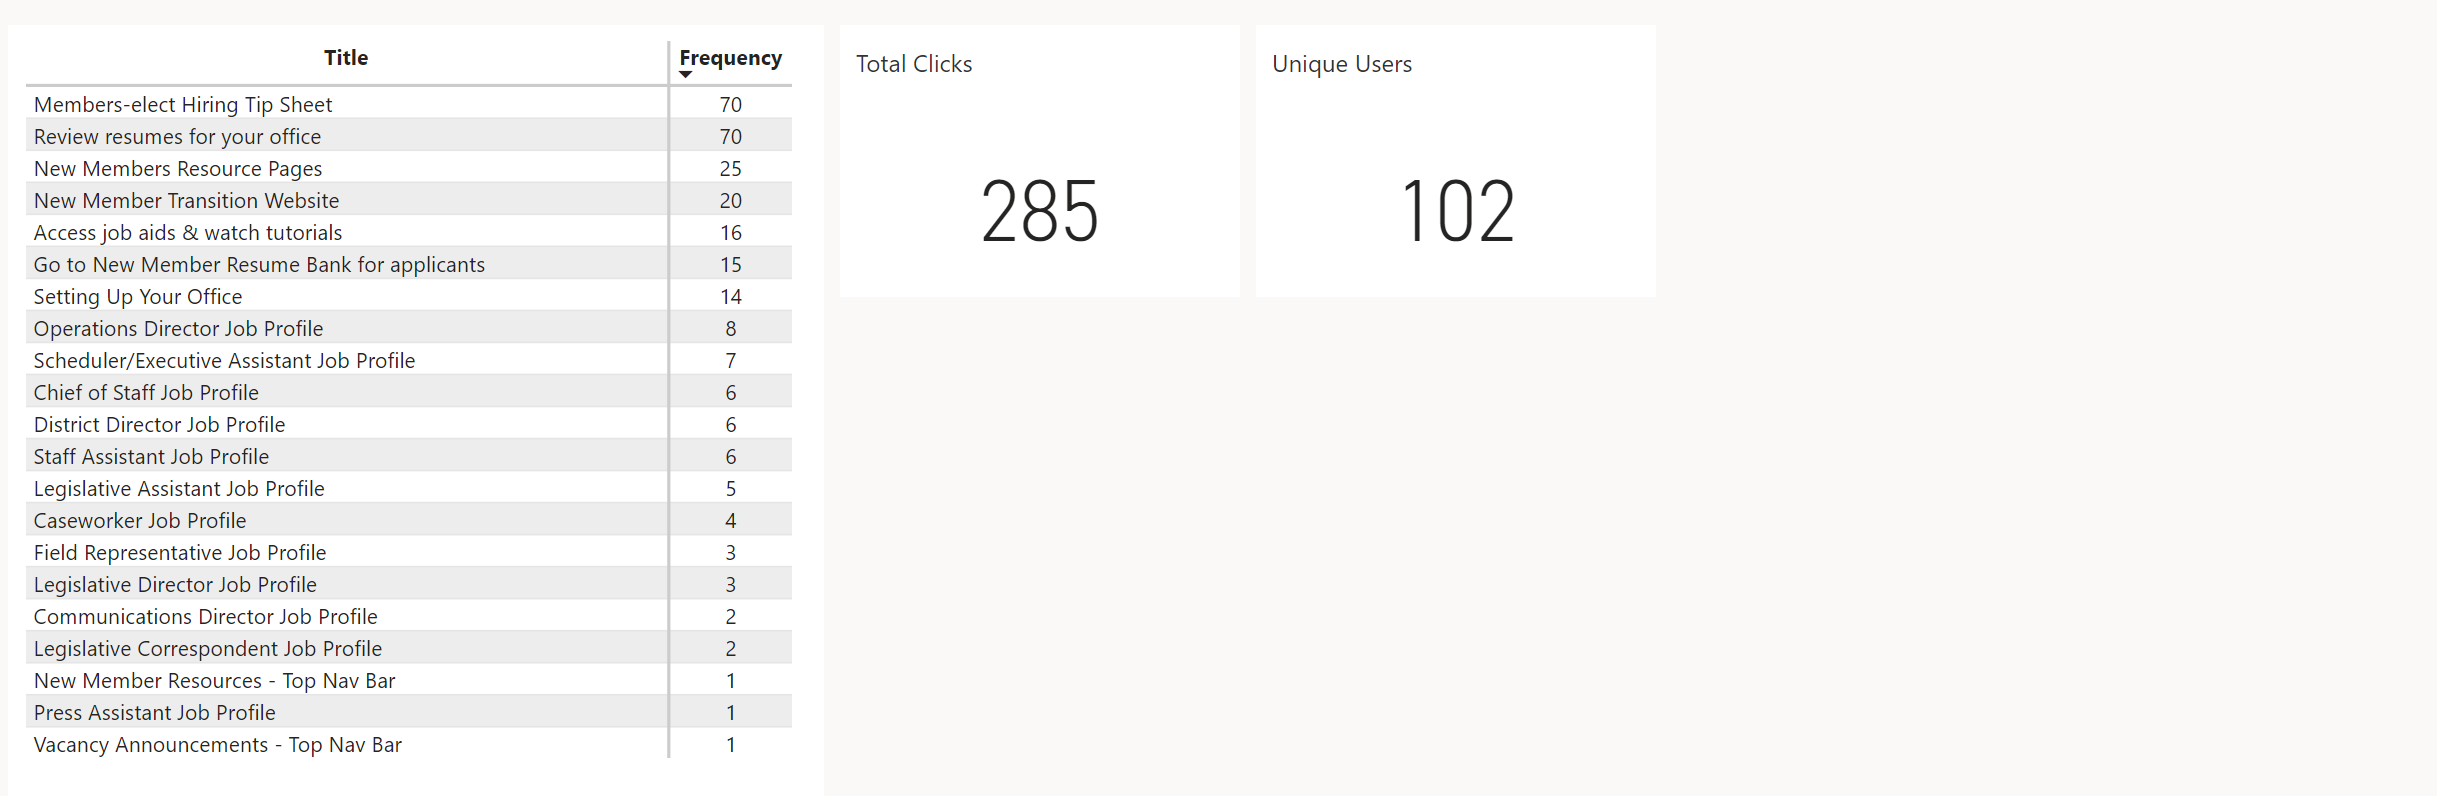 Title Frequency
Members-elect Hiring Tip Sheet 70
Review resumes for your office 70
New Members Resource Pages 25
New Member Transition Website 20
Access job aids & watch tutorials 16
Go to New Member Resume Bank for applicants 15
Setting Up Your Office 14
Operations Director Job Profile 8
Scheduler/Executive Assistant Job Profile 7
Chief of Staff Job Profile 6
District Director Job Profile 6
Staff Assistant Job Profile 6
Legislative Assistant Job Profile 5
Caseworker Job Profile 4
Field Representative Job Profile 3
Legislative Director Job Profile 3
Communications Director Job Profile 2
Legislative Correspondent Job Profile 2
New Member Resources - Top Nav Bar 1
Press Assistant Job Profile 1
Vacancy Announcements - Top Nav Bar 1
Total Clicks
285
Unique Users
102